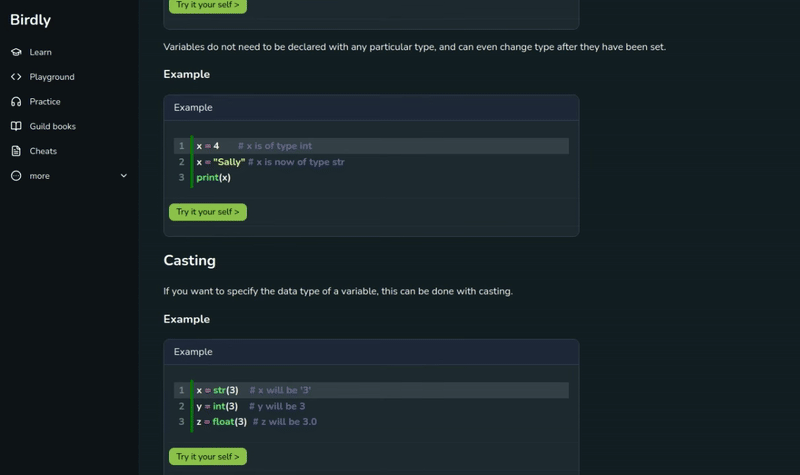 Birdly
Learn
Playground
Practice
Guild books
Cheats
more
Try it your self >
Variables do not need to be declared with any particular type, and can even change type after they have been set.
Example
Example
1 x = 4 # x is of type int
2 x = "Sally" # x is now of type str
3 print(x)
Try it your self >
Casting
If you want to specify the data type of a variable, this can be done with casting.
Example
Example
1 x = str(3) # x will be '3'
2 y = int(3) # y will be 3
3 z = float(3) # z will be 3.0
Try it your self >